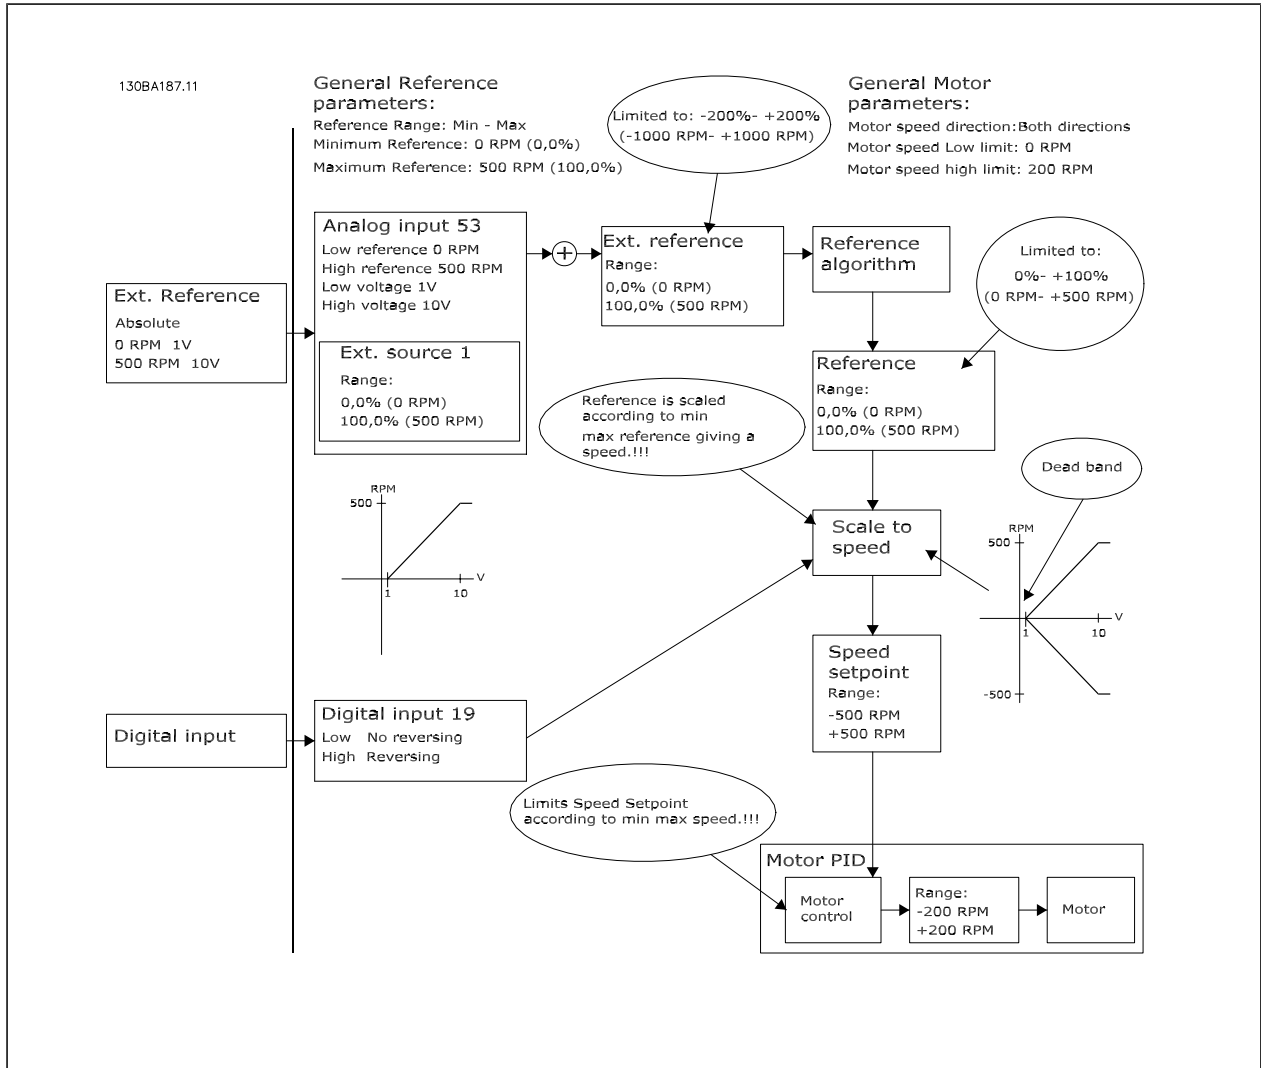 130BA187.11
General Reference
parameters:
Reference Range: Min - Max
Minimum Reference: 0 RPM (0,0%)
Maximum Reference: 500 RPM (100,0%)
Limited to: -200%- +200%
(-1000 RPM- +1000 RPM)
General Motor
parameters:
Motor speed direction:Both directions
Motor speed Low limit: 0 RPM
Motor speed high limit: 200 RPM
Ext. Reference
Absolute
0 RPM 1V
500 RPM 10V
Analog input 53
Low reference 0 RPM
High reference 500 RPM
Low voltage 1V
High voltage 10V
Ext. source 1
Range:
0,0% (0 RPM)
100,0% (500 RPM)
Ext. reference
Range:
0,0% (0 RPM)
100,0% (500 RPM)
Reference
algorithm
Limited to:
0%- +100%
(0 RPM- +500 RPM)
Reference
Range:
0,0% (0 RPM)
100,0% (500 RPM)
Reference is scaled
according to min
max reference giving a
speed.!!!
Dead band
RPM
500
1
10
V
Scale to
speed
RPM
500
1
10
V
-500
Speed
setpoint
Range:
-500 RPM
+500 RPM
Digital input
Digital input 19
Low No reversing
High Reversing
Limits Speed Setpoint
according to min max speed.!!!
Motor PID
Motor
control
Range:
-200 RPM
+200 RPM
Motor